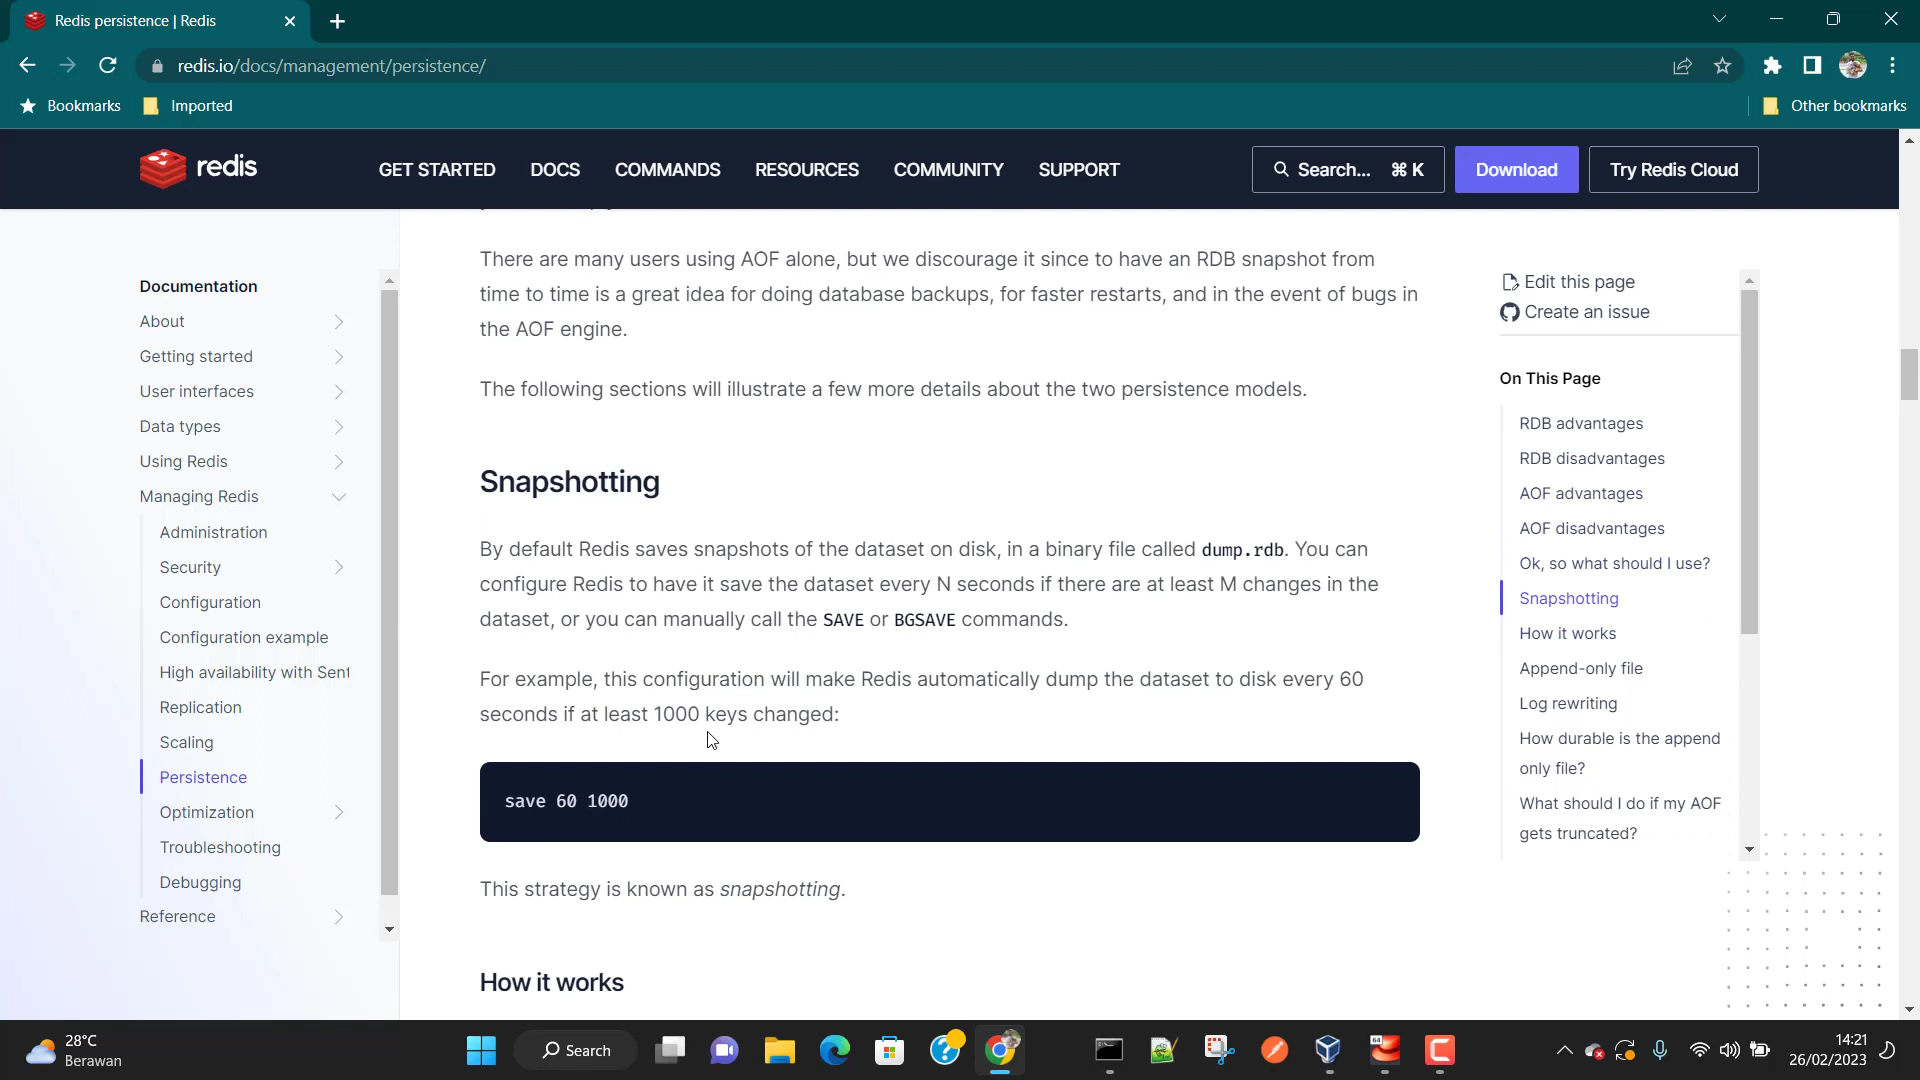 Redis persistence | Redis
redis.io/docs/management/persistence/
Bookmarks
Imported
Other bookmarks
redis
GET STARTED
DOCS
COMMANDS
RESOURCES
COMMUNITY
SUPPORT
Search... ⌘ K
Download
Try Redis Cloud
Documentation
About
Getting started
User interfaces
Data types
Using Redis
Managing Redis
Administration
Security
Configuration
Configuration example
High availability with Sent
Replication
Scaling
Persistence
Optimization
Troubleshooting
Debugging
Reference
There are many users using AOF alone, but we discourage it since to have an RDB snapshot from
time to time is a great idea for doing database backups, for faster restarts, and in the event of bugs in
the AOF engine.
The following sections will illustrate a few more details about the two persistence models.
Snapshotting
By default Redis saves snapshots of the dataset on disk, in a binary file called dump.rdb. You can
configure Redis to have it save the dataset every N seconds if there are at least M changes in the
dataset, or you can manually call the SAVE or BGSAVE commands.
For example, this configuration will make Redis automatically dump the dataset to disk every 60
seconds if at least 1000 keys changed:
save 60 1000
This strategy is known as snapshotting.
How it works
Edit this page
Create an issue
On This Page
RDB advantages
RDB disadvantages
AOF advantages
AOF disadvantages
Ok, so what should I use?
Snapshotting
How it works
Append-only file
Log rewriting
How durable is the append
only file?
What should I do if my AOF
gets truncated?
28°C
Berawan
Search
64
14:21
26/02/2023